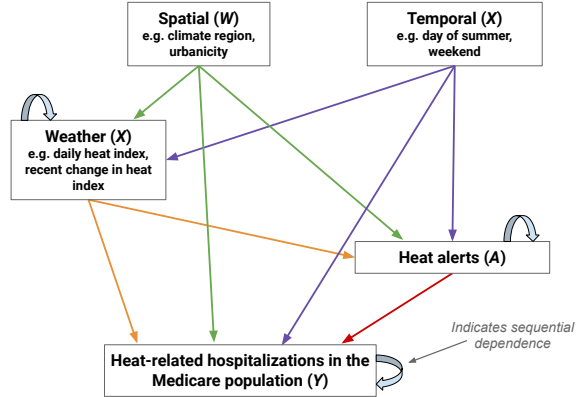 Spatial (W)
e.g. climate region,
urbanicity
Temporal (X)
e.g. day of summer,
weekend
Weather (X)
e.g. daily heat index,
recent change in heat
index
Heat alerts (A)
Indicates sequential
dependence
Heat-related hospitalizations in the
Medicare population (Y)